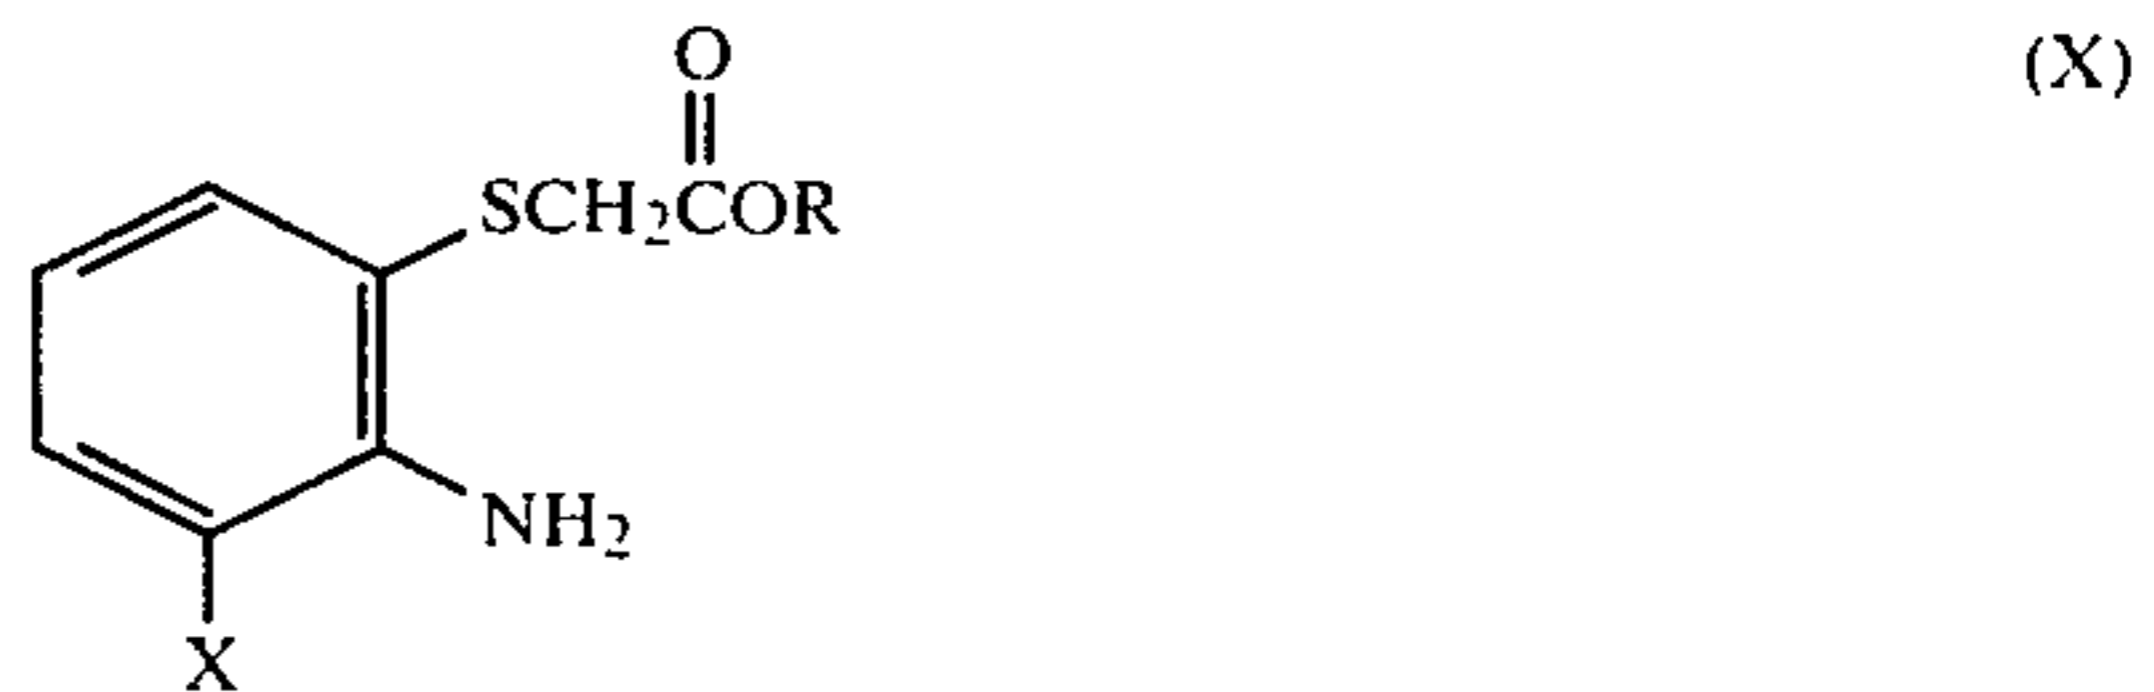 O (X)
SCH₂COR
NH₂
X